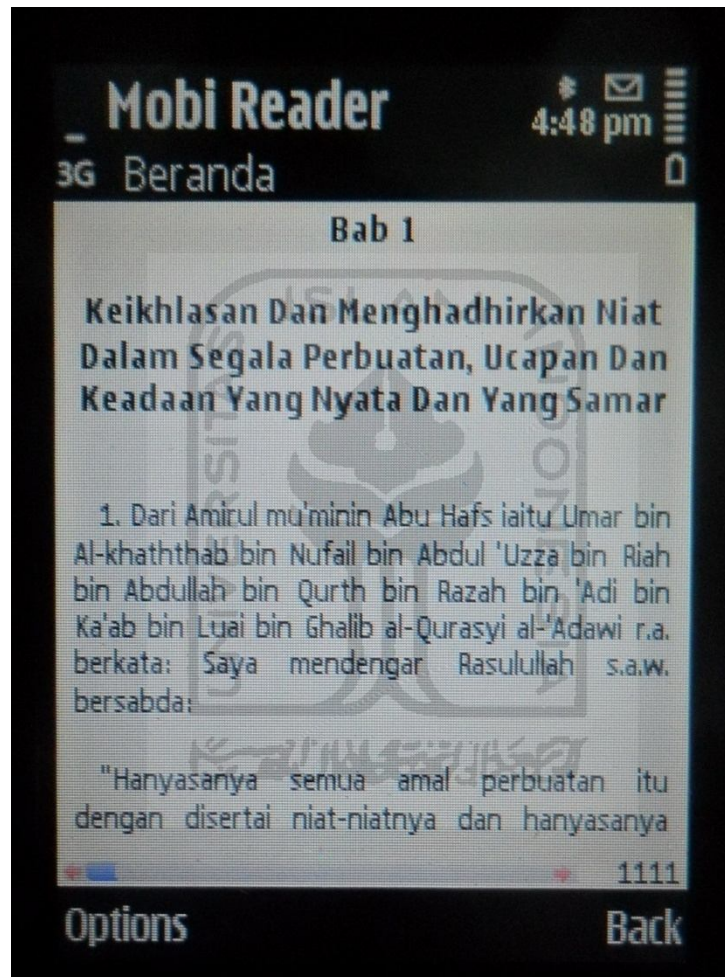 Mobi Reader
4:48 pm
3G Beranda
Bab 1
Keikhlasan Dan Menghadhirkan Niat
Dalam Segala Perbuatan, Ucapan Dan
Keadaan Yang Nyata Dan Yang Samar
UNIVERSITAS ISLAM INDONESIA
1. Dari Amirul mu'minin Abu Hafs iaitu Umar bin
Al-khaththab bin Nufail bin Abdul 'Uzza bin Riah
bin Abdullah bin Qurth bin Razah bin 'Adi bin
Ka'ab bin Luai bin Ghalib al-Qurasyi al-'Adawi r.a.
berkata: Saya mendengar Rasulullah s.a.w.
bersabda:
"Hanyasanya semua amal perbuatan itu
dengan disertai niat-niatnya dan hanyasanya
1111
Options
Back